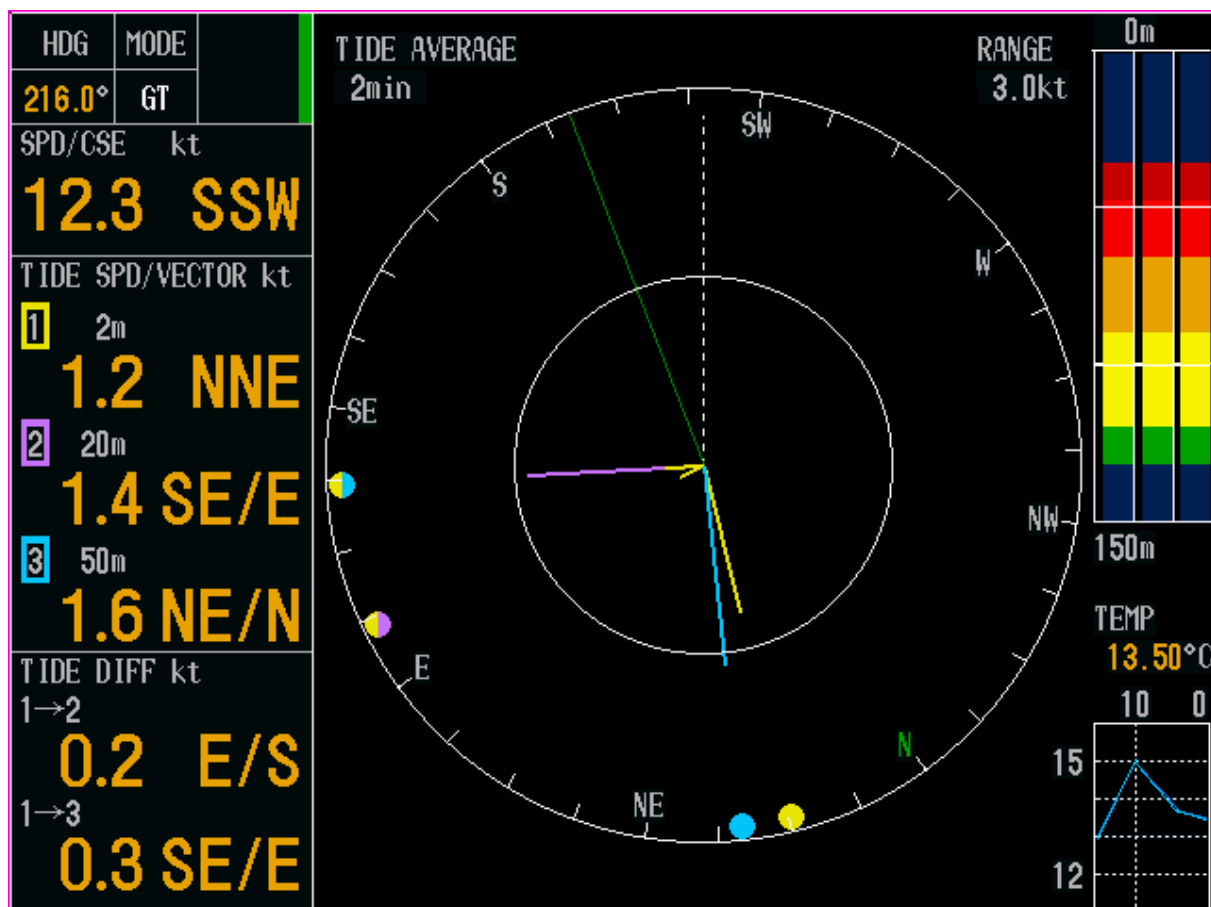 HDG MODE
216.0° GT
SPD/CSE kt
12.3 SSW
TIDE SPD/VECTOR kt
1 2m
1.2 NNE
2 20m
1.4 SE/E
3 50m
1.6 NE/N
TIDE DIFF kt
1→2
0.2 E/S
1→3
0.3 SE/E
TIDE AVERAGE
2min
RANGE
3.0kt
SW
S
W
SE
NW
E
N
NE
0m
150m
TEMP
13.50°C
10 0
15
12